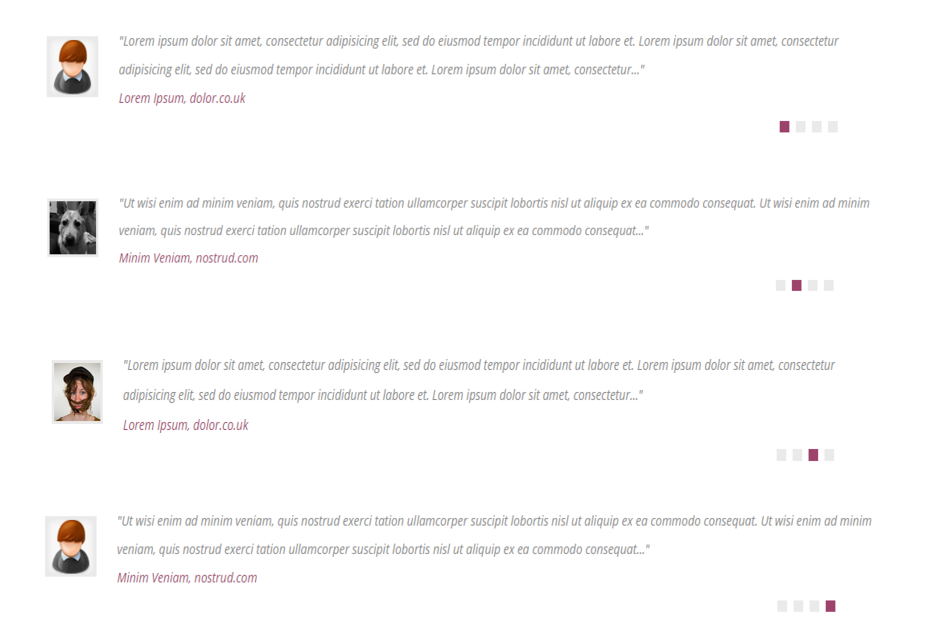 "Lorem ipsum dolor sit amet, consectetur adipisicing elit, sed do eiusmod tempor incididunt ut labore et. Lorem ipsum dolor sit amet, consectetur
adipisicing elit, sed do eiusmod tempor incididunt ut labore et. Lorem ipsum dolor sit amet, consectetur..."
Lorem Ipsum, dolor.co.uk
"Ut wisi enim ad minim veniam, quis nostrud exerci tation ullamcorper suscipit lobortis nisl ut aliquip ex ea commodo consequat. Ut wisi enim ad minim
veniam, quis nostrud exerci tation ullamcorper suscipit lobortis nisl ut aliquip ex ea commodo consequat..."
Minim Veniam, nostrud.com
"Lorem ipsum dolor sit amet, consectetur adipisicing elit, sed do eiusmod tempor incididunt ut labore et. Lorem ipsum dolor sit amet, consectetur
adipisicing elit, sed do eiusmod tempor incididunt ut labore et. Lorem ipsum dolor sit amet, consectetur..."
Lorem Ipsum, dolor.co.uk
"Ut wisi enim ad minim veniam, quis nostrud exerci tation ullamcorper suscipit lobortis nisl ut aliquip ex ea commodo consequat. Ut wisi enim ad minim
veniam, quis nostrud exerci tation ullamcorper suscipit lobortis nisl ut aliquip ex ea commodo consequat..."
Minim Veniam, nostrud.com